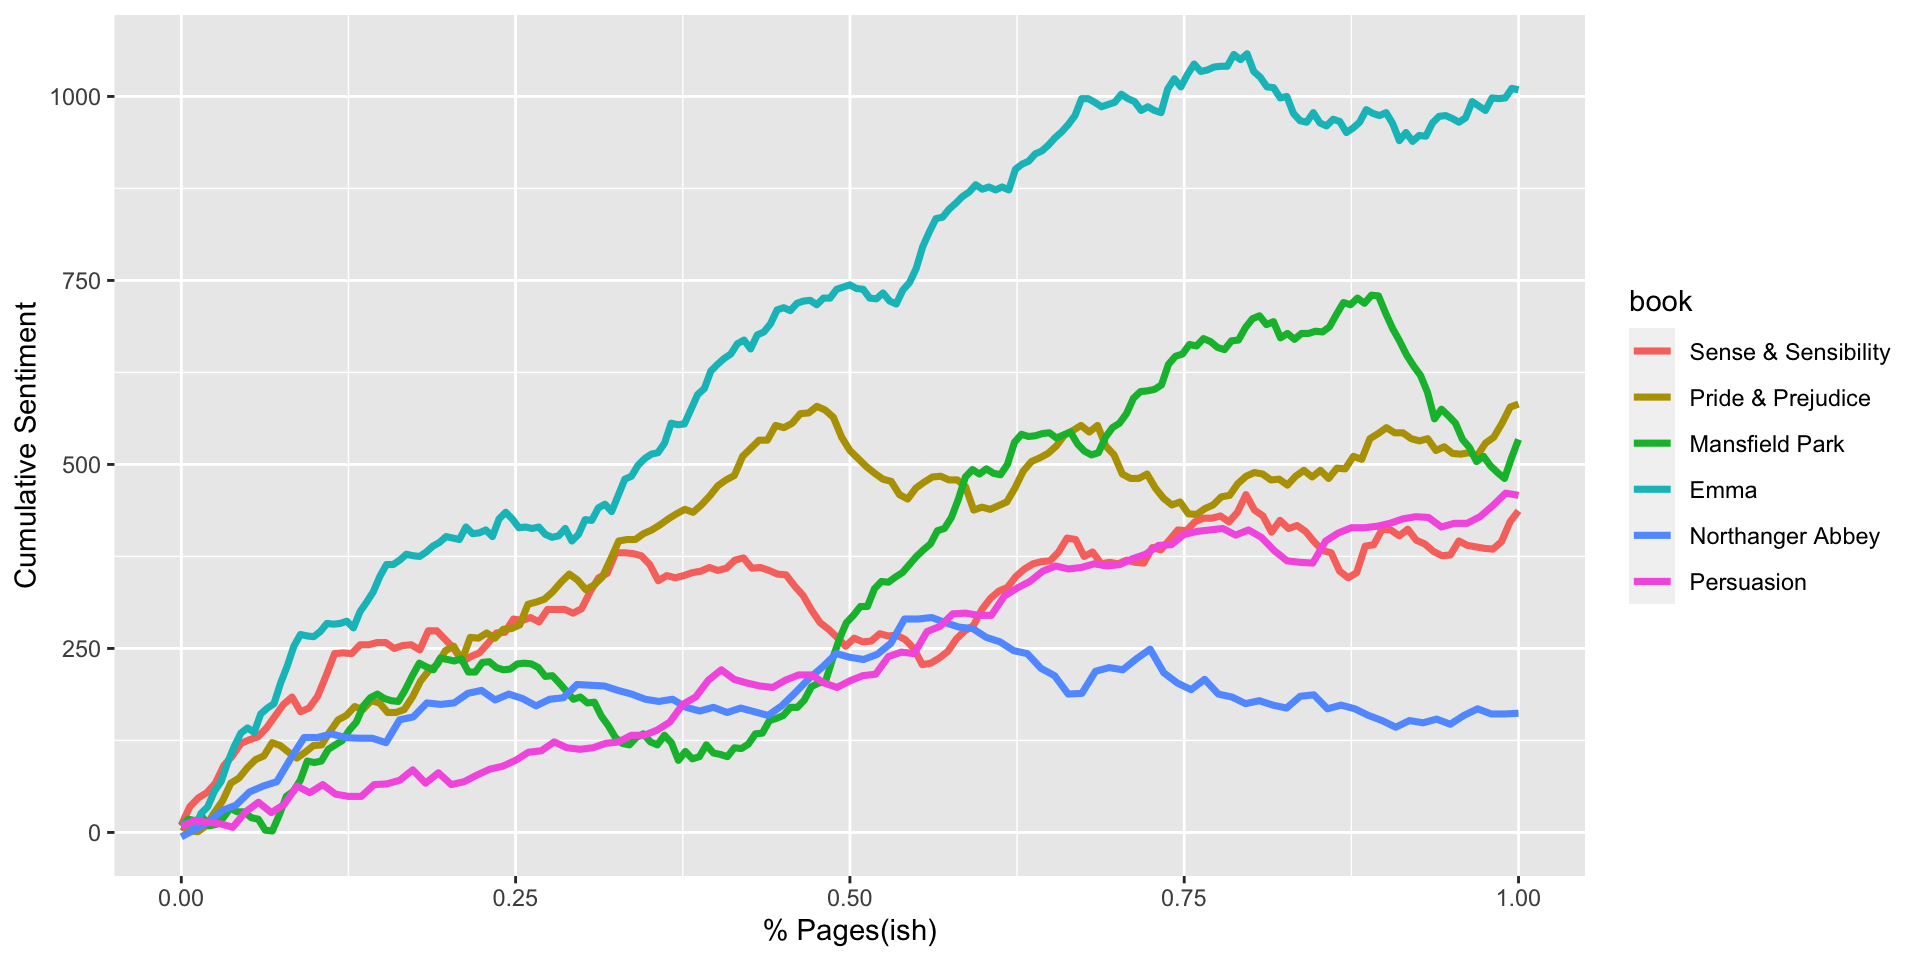 1000
750
500
250
0
Cumulative Sentiment
0.00 0.25 0.50 0.75 1.00
% Pages(ish)
book
Sense & Sensibility
Pride & Prejudice
Mansfield Park
Emma
Northanger Abbey
Persuasion